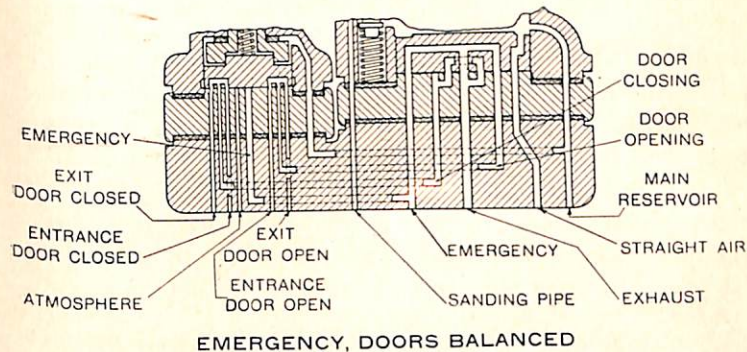 DOOR
CLOSING
DOOR
OPENING
EMERGENCY
EXIT
DOOR CLOSED
MAIN
RESERVOIR
ENTRANCE
DOOR CLOSED
EXIT
DOOR OPEN
EMERGENCY
STRAIGHT AIR
ATMOSPHERE
ENTRANCE
DOOR OPEN
SANDING PIPE
EXHAUST
EMERGENCY, DOORS BALANCED